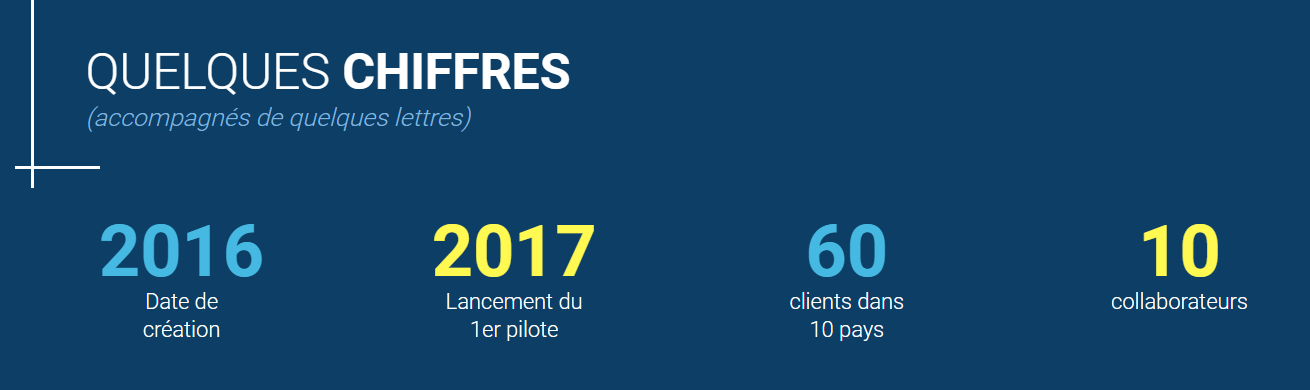 QUELQUES CHIFFRES
(accompagnés de quelques lettres)
2016
Date de
création
2017
Lancement du
1er pilote
60
clients dans
10 pays
10
collaborateurs